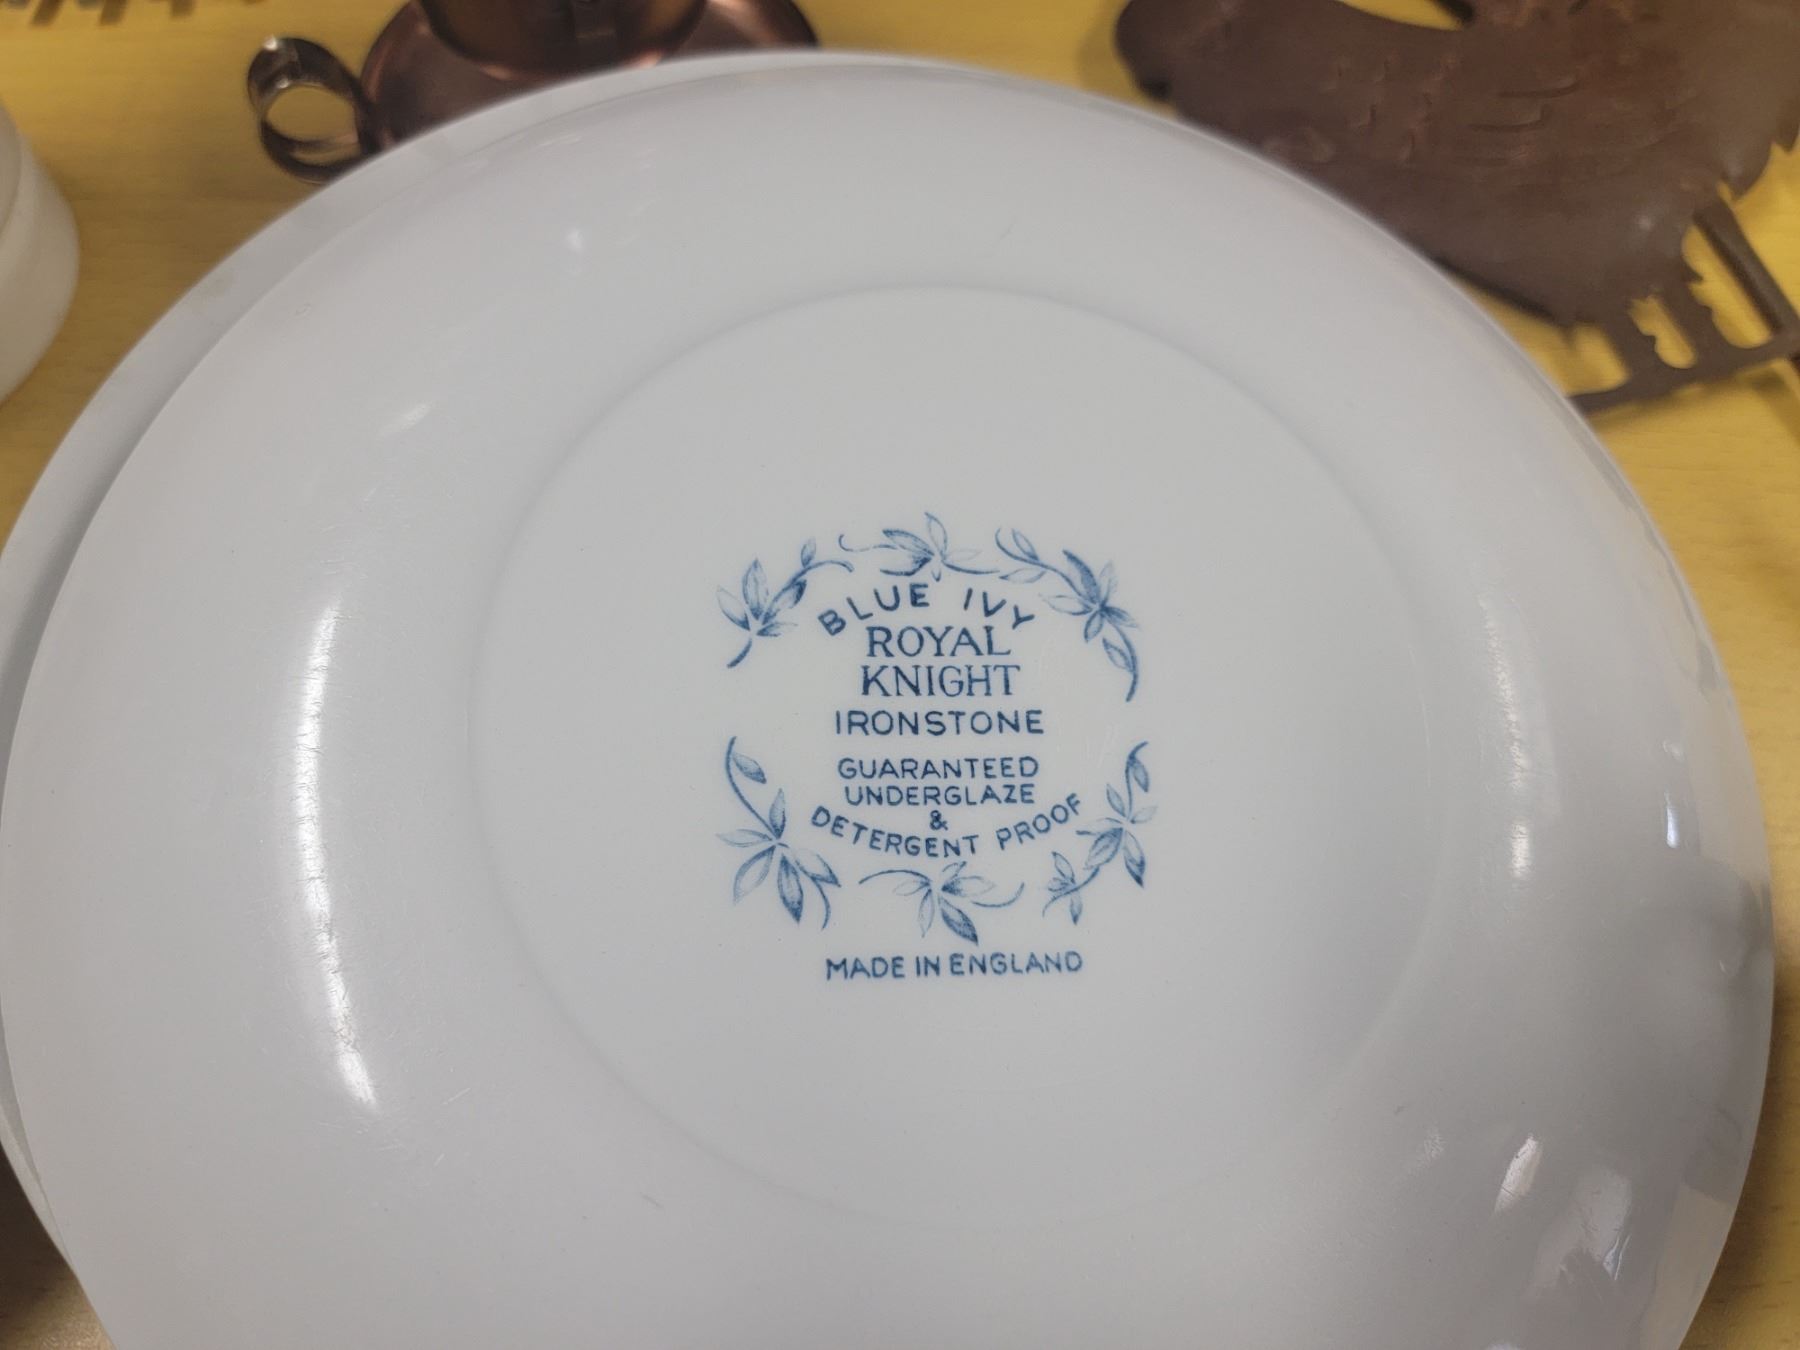 BLUE IVY
ROYAL
KNIGHT
IRONSTONE
GUARANTEED
UNDERGLAZE
&
DETERGENT PROOF
MADE IN ENGLAND